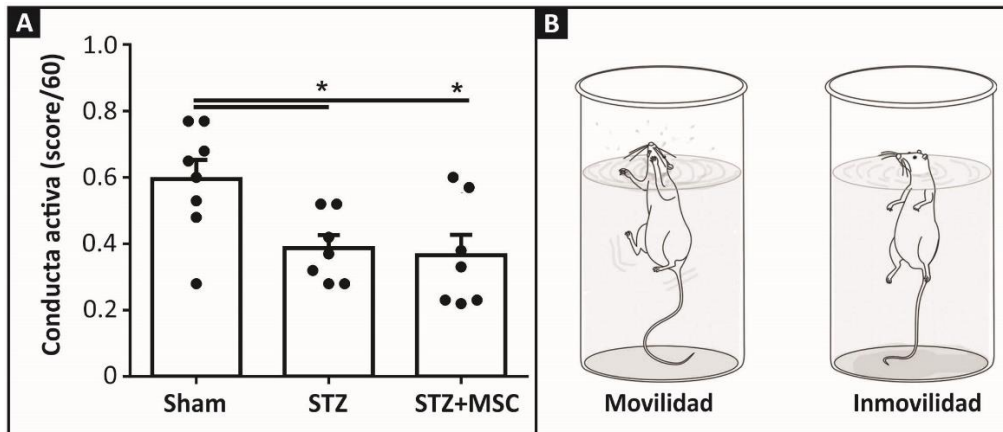 A
Conducta activa (score/60)
1.0
0.8
0.6
0.4
0.2
0
* *
Sham STZ STZ+MSC
B
Movilidad Inmovilidad